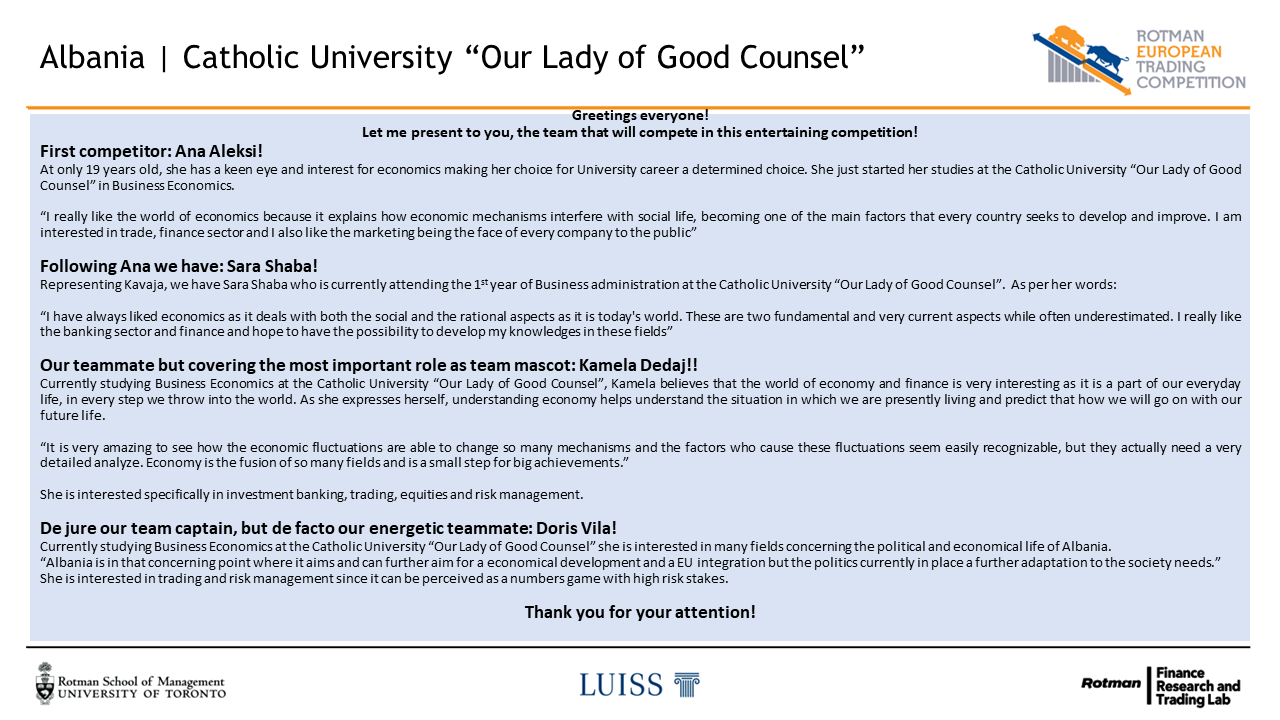 Albania | Catholic University “Our Lady of Good Counsel”
ROTMAN
EUROPEAN
TRADING
COMPETITION
Greetings everyone!
Let me present to you, the team that will compete in this entertaining competition!
First competitor: Ana Aleksi!
At only 19 years old, she has a keen eye and interest for economics making her choice for University career a determined choice. She just started her studies at the Catholic University “Our Lady of Good
Counsel” in Business Economics.
“I really like the world of economics because it explains how economic mechanisms interfere with social life, becoming one of the main factors that every country seeks to develop and improve. I am
interested in trade, finance sector and I also like the marketing being the face of every company to the public”
Following Ana we have: Sara Shaba!
Representing Kavaja, we have Sara Shaba who is currently attending the 1st year of Business administration at the Catholic University “Our Lady of Good Counsel”. As per her words:
“I have always liked economics as it deals with both the social and the rational aspects as it is today's world. These are two fundamental and very current aspects while often underestimated. I really like
the banking sector and finance and hope to have the possibility to develop my knowledges in these fields”
Our teammate but covering the most important role as team mascot: Kamela Dedaj!!
Currently studying Business Economics at the Catholic University “Our Lady of Good Counsel”, Kamela believes that the world of economy and finance is very interesting as it is a part of our everyday
life, in every step we throw into the world. As she expresses herself, understanding economy helps understand the situation in which we are presently living and predict that how we will go on with our
future life.
“It is very amazing to see how the economic fluctuations are able to change so many mechanisms and the factors who cause these fluctuations seem easily recognizable, but they actually need a very
detailed analyze. Economy is the fusion of so many fields and is a small step for big achievements.”
She is interested specifically in investment banking, trading, equities and risk management.
De jure our team captain, but de facto our energetic teammate: Doris Vila!
Currently studying Business Economics at the Catholic University “Our Lady of Good Counsel” she is interested in many fields concerning the political and economical life of Albania.
“Albania is in that concerning point where it aims and can further aim for a economical development and a EU integration but the politics currently in place a further adaptation to the society needs.”
She is interested in trading and risk management since it can be perceived as a numbers game with high risk stakes.
Thank you for your attention!
Rotman School of Management
UNIVERSITY OF TORONTO
LUISS
Rotman
Finance
Research and
Trading Lab